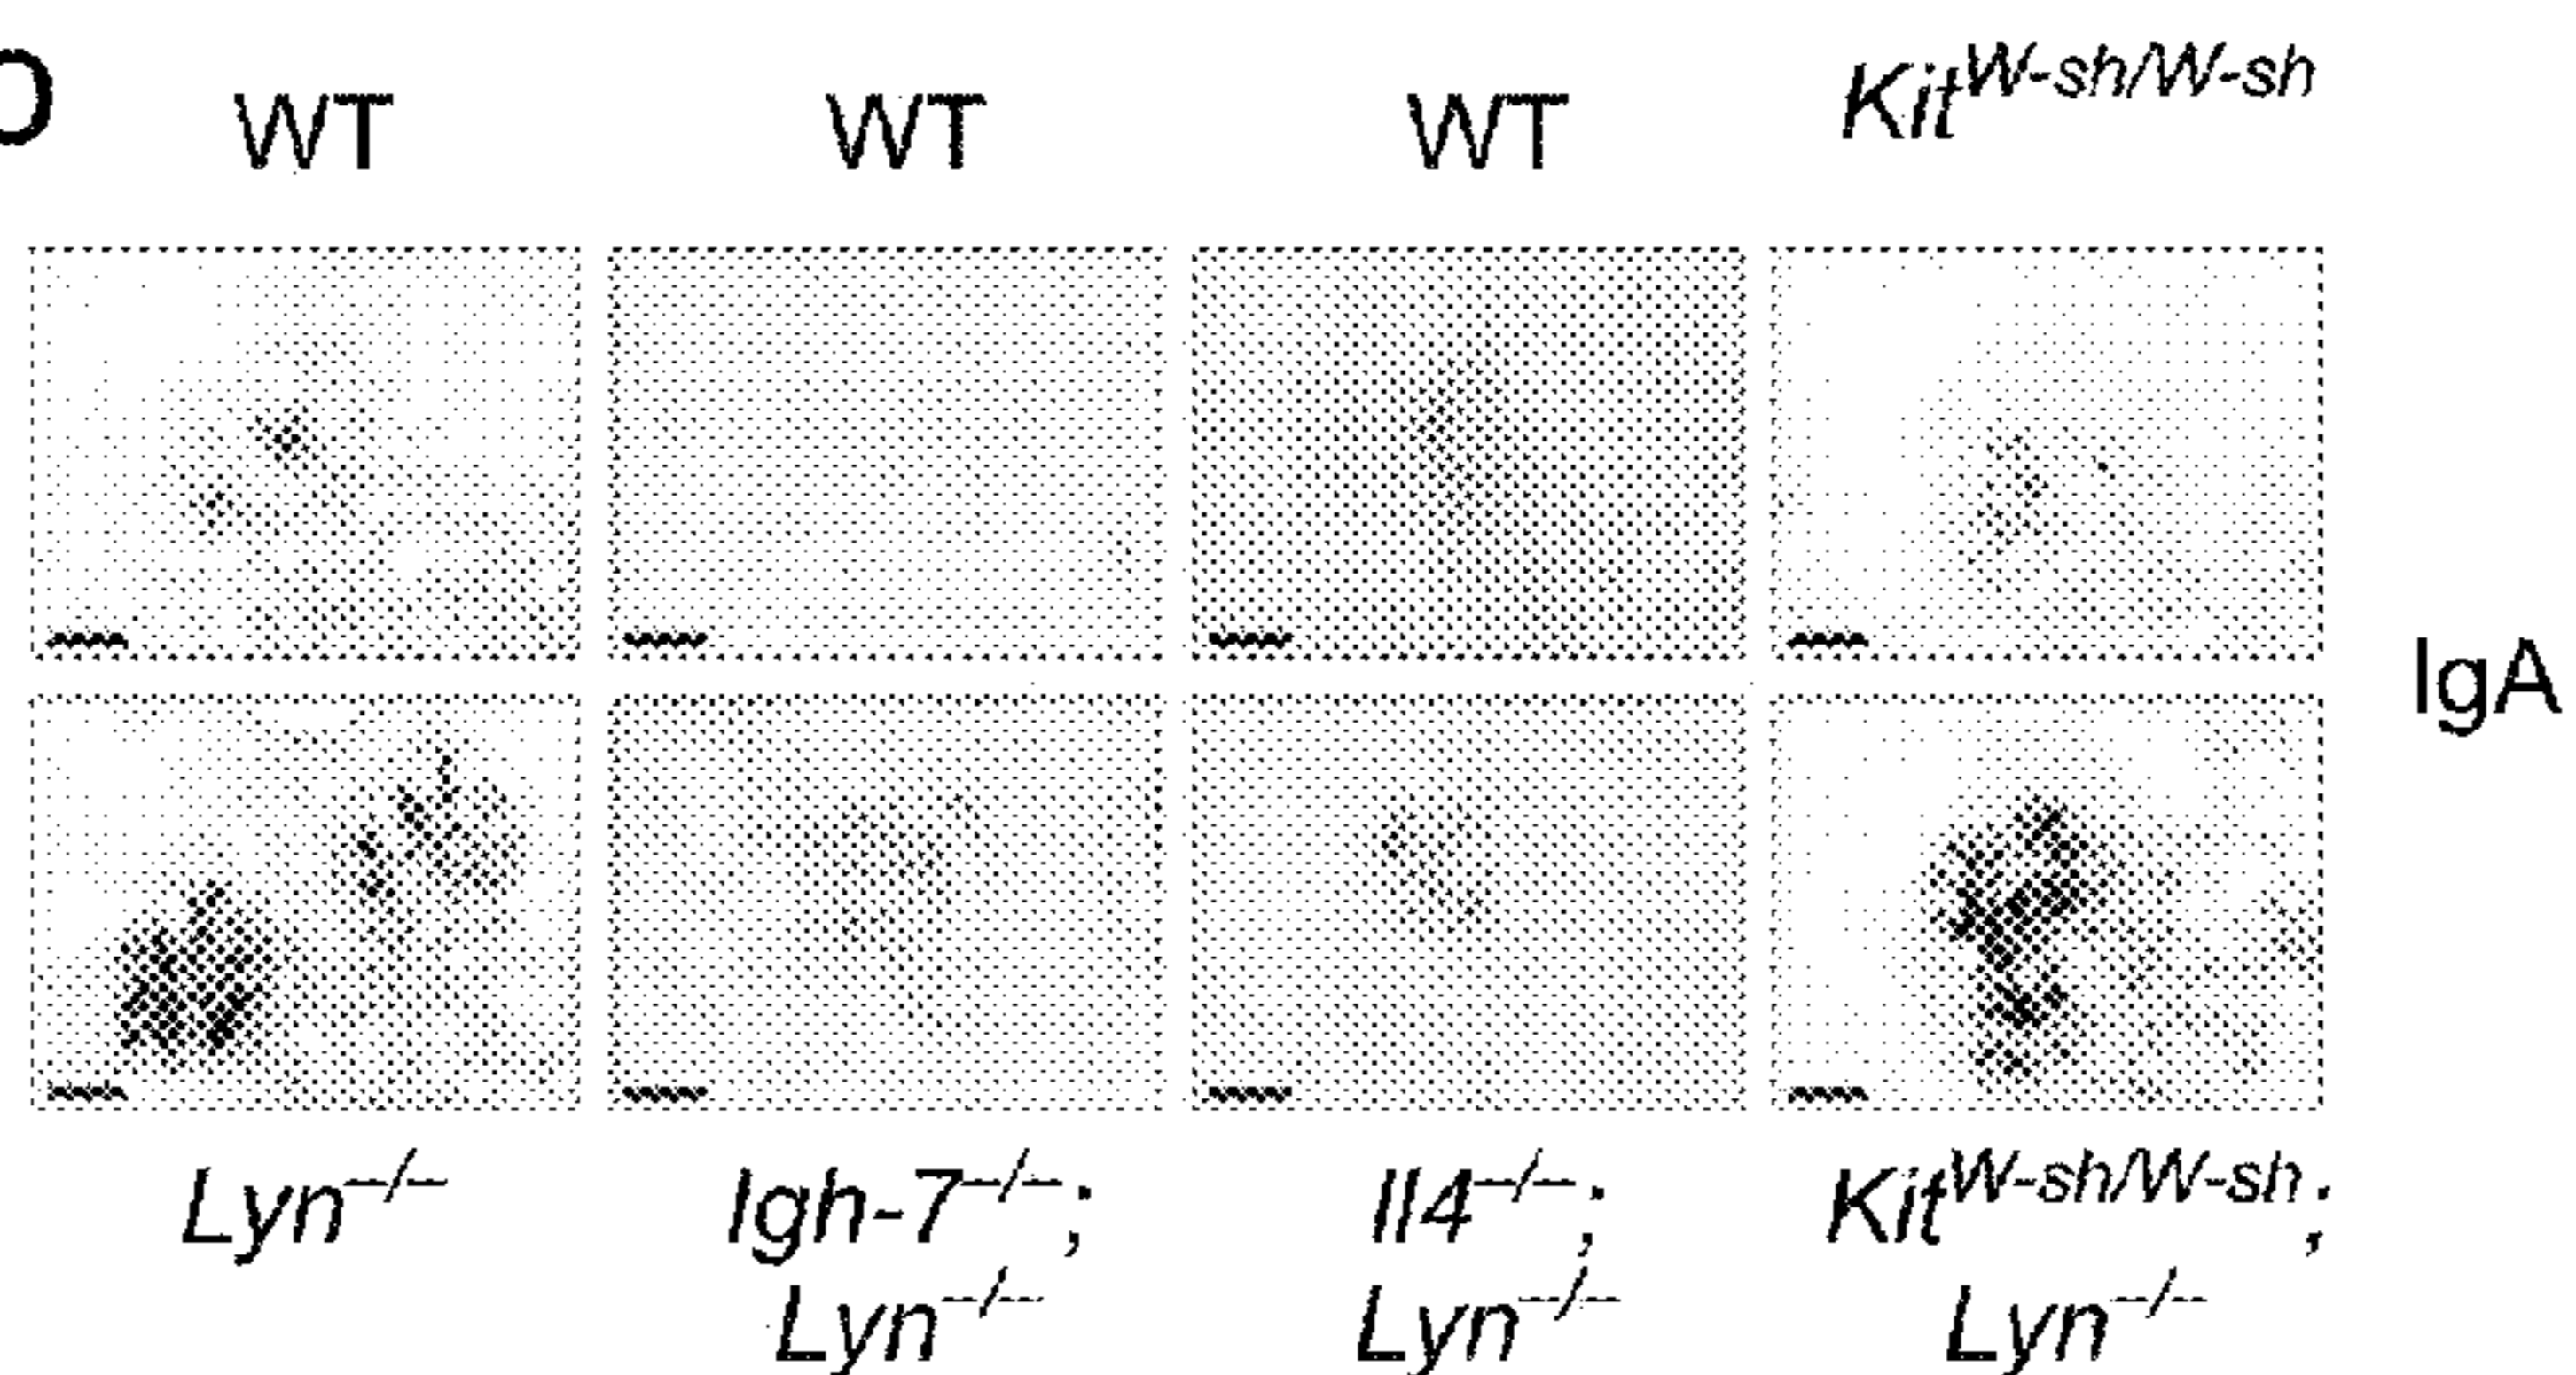 WT WT WT Kit^W-sh/W-sh
IgA
Lyn^–/– Igh-7^–/–; Il4^–/–; Kit^W-sh/W-sh;
Lyn^–/– Lyn^–/– Lyn^–/–